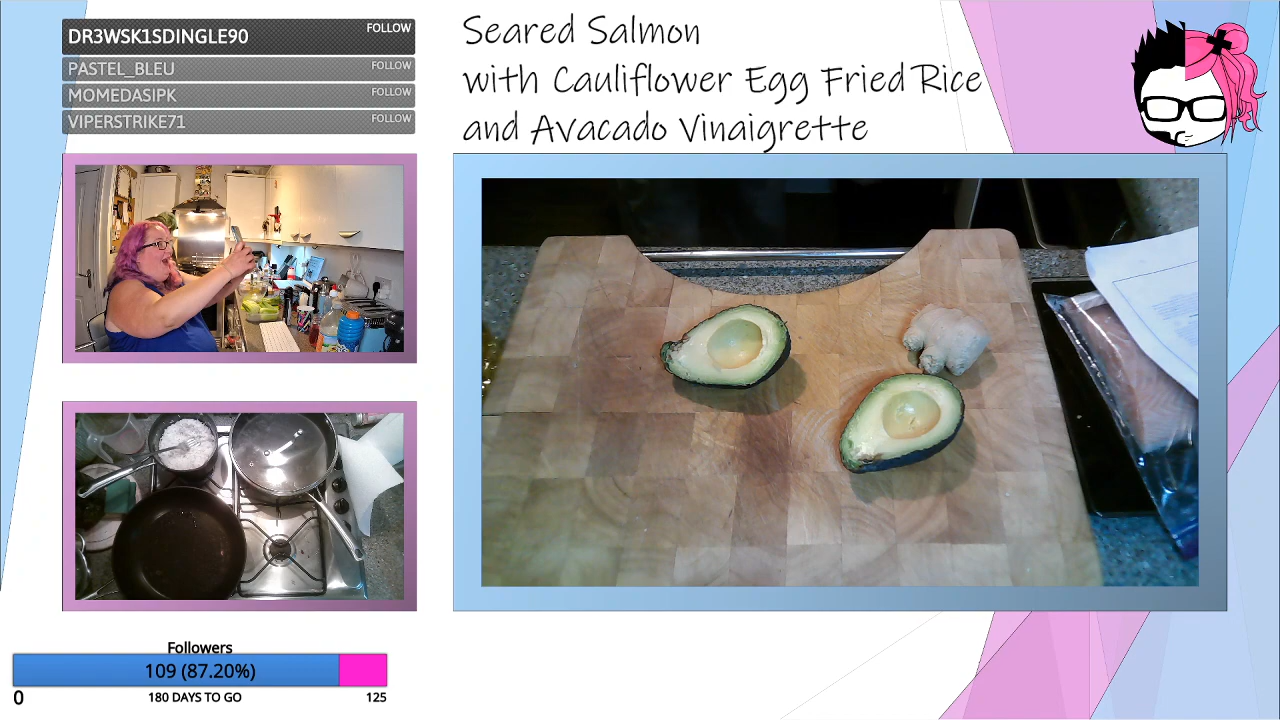 DR3WSK1SDINGLE90 FOLLOW
PASTEL_BLEU FOLLOW
MOMEDASIPK FOLLOW
VIPERSTRIKE71 FOLLOW
Seared Salmon
with Cauliflower Egg Fried Rice
and Avacado Vinaigrette
Followers
109 (87.20%)
0 180 DAYS TO GO 125